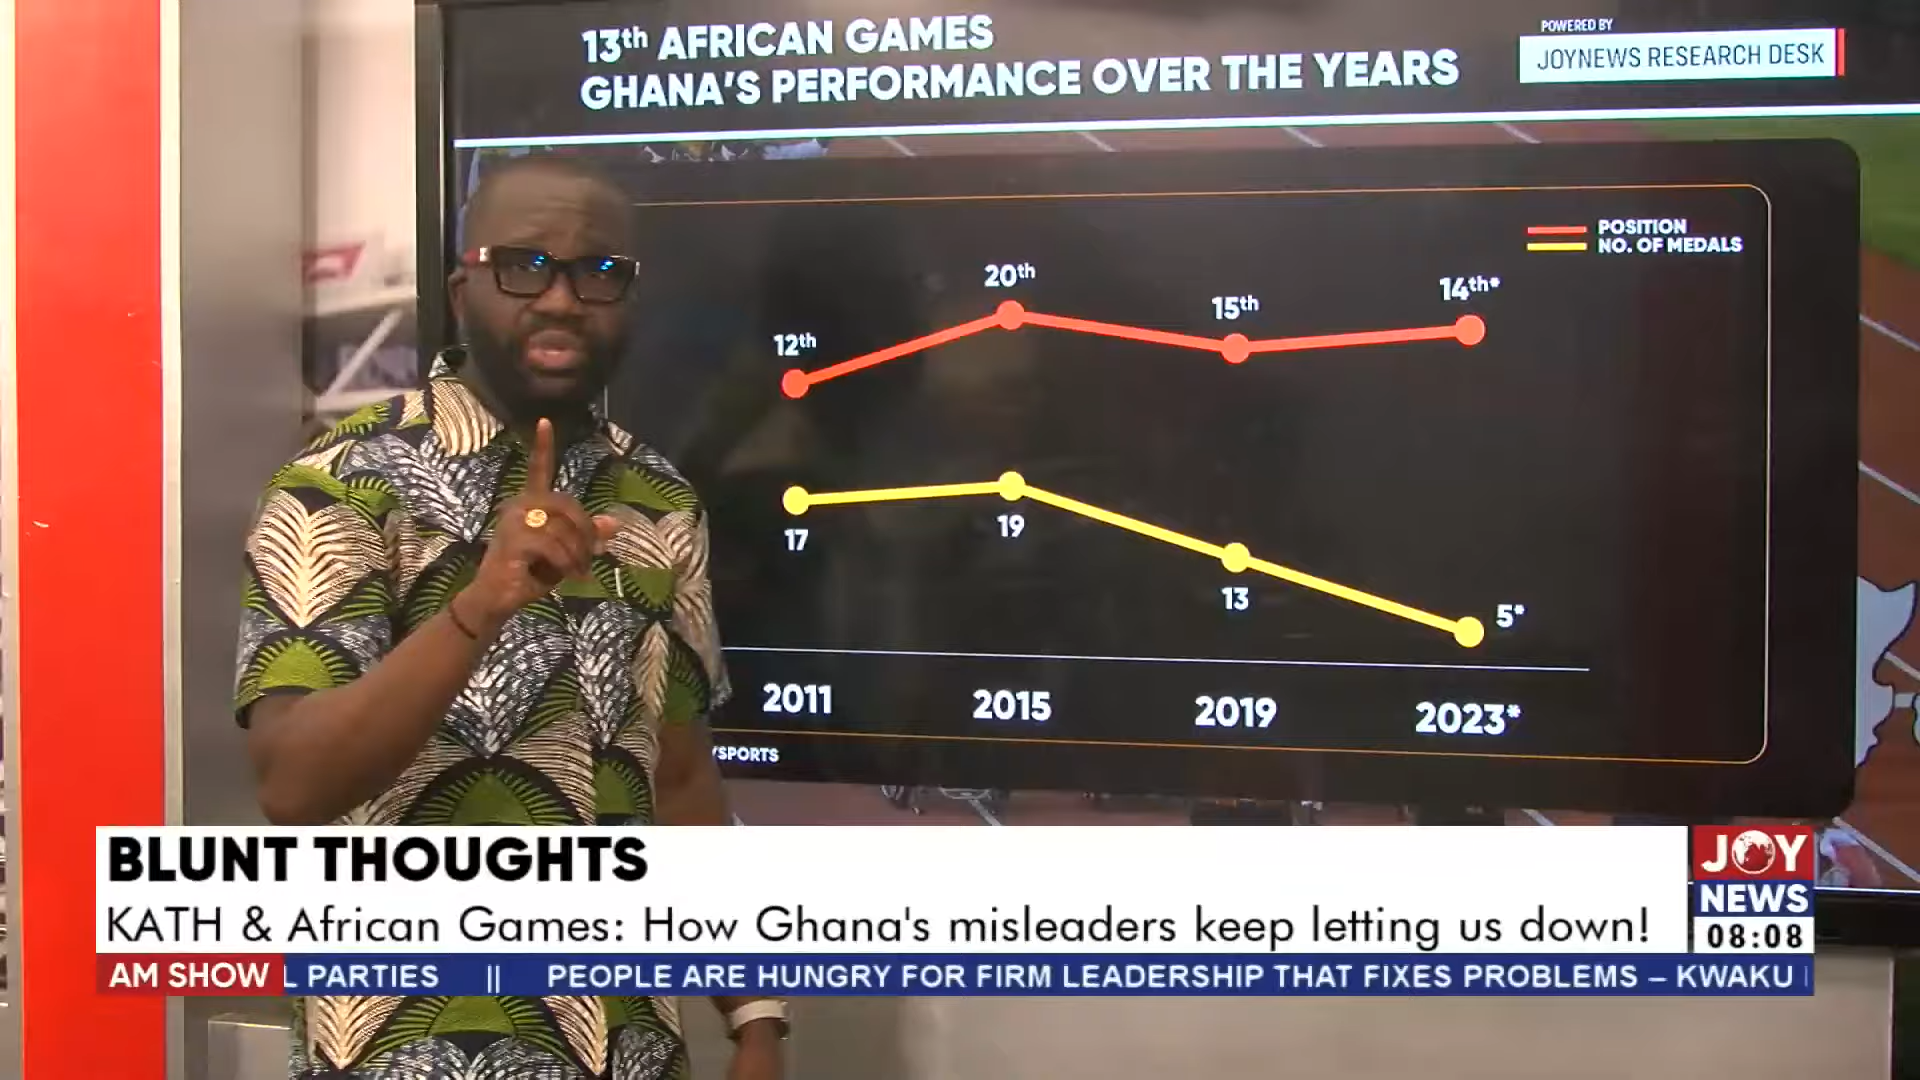 13th AFRICAN GAMES
GHANA'S PERFORMANCE OVER THE YEARS
POWERED BY
JOYNEWS RESEARCH DESK
POSITION
NO. OF MEDALS
12th
20th
15th
14th*
17
19
13
5*
2011
2015
2019
2023*
YSPORTS
BLUNT THOUGHTS
KATH & African Games: How Ghana's misleaders keep letting us down!
JOY
NEWS
08:08
AM SHOW
L PARTIES || PEOPLE ARE HUNGRY FOR FIRM LEADERSHIP THAT FIXES PROBLEMS – KWAKU